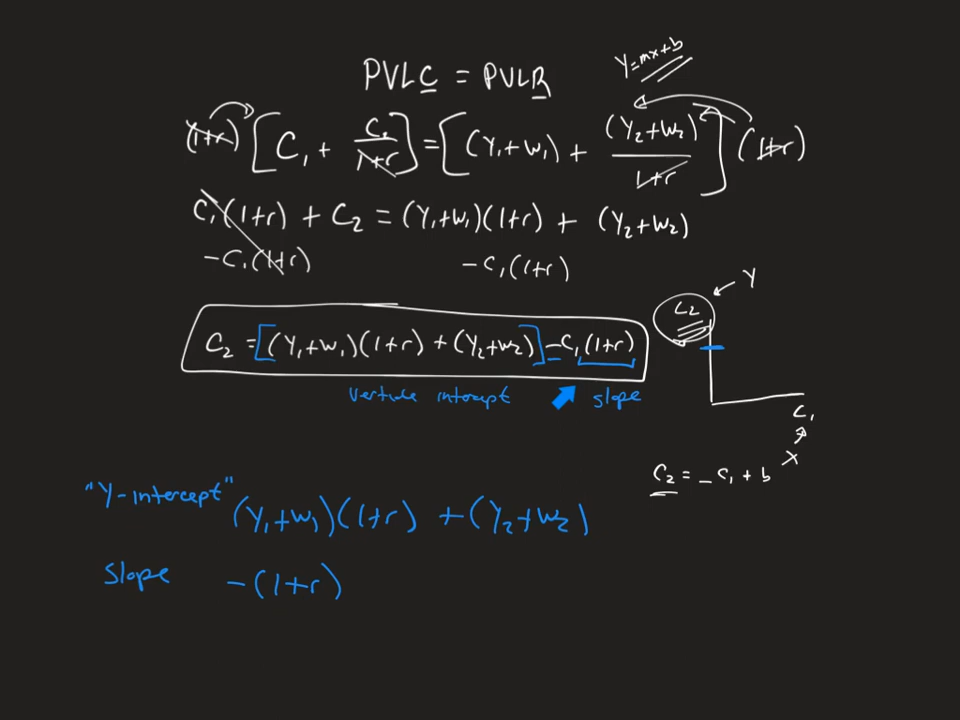 Y=mx+b
PVLC = PVLR
(1+r) [C₁ + C₂/(1+r)] = [(Y₁+W₁) + (Y₂+W₂)/(1+r)] (1+r)
C₁(1+r) + C₂ = (Y₁+W₁)(1+r) + (Y₂+W₂)
-C₁(1+r) -C₁(1+r)
Y
C₂
C₂ = [(Y₁+W₁)(1+r) + (Y₂+W₂)] - C₁(1+r)
slope
C₁
X
C₂ = _ C₁ + b
"Y-intercept" (Y₁+W₁)(1+r) + (Y₂+W₂)
Slope -(1+r)